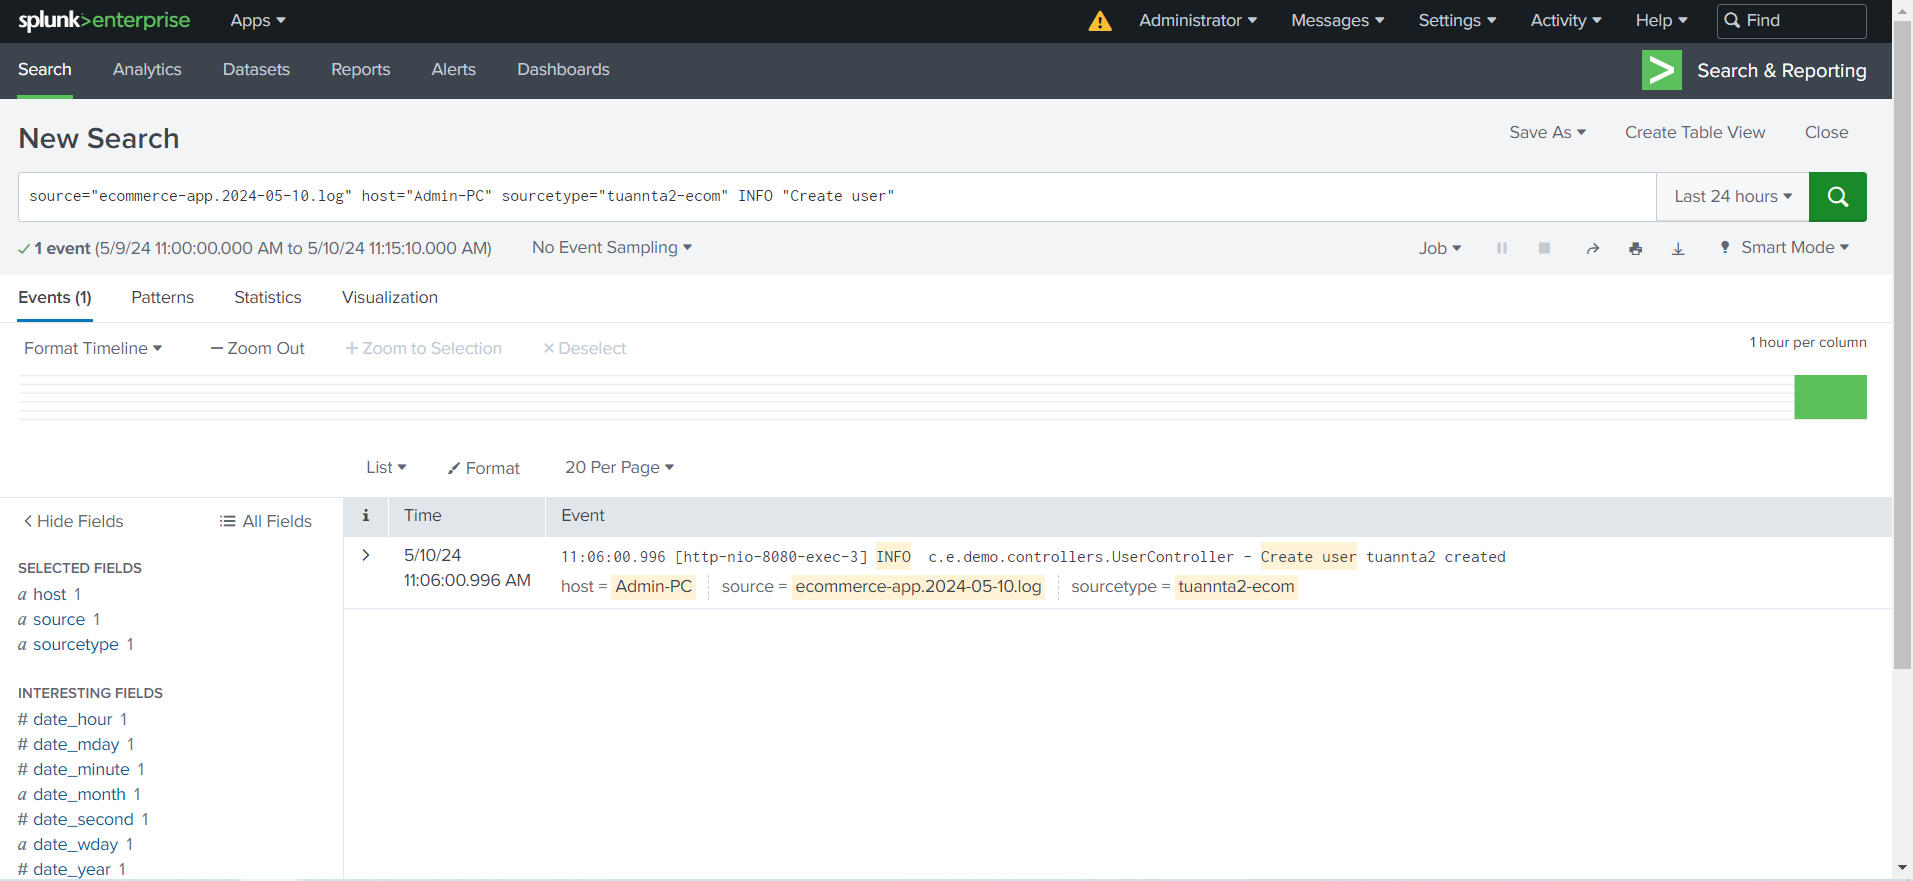 splunk>enterprise Apps Administrator Messages Settings Activity Help Find
Search Analytics Datasets Reports Alerts Dashboards Search & Reporting
New Search Save As Create Table View Close
source="ecommerce-app.2024-05-10.log" host="Admin-PC" sourcetype="tuannta2-ecom" INFO "Create user" Last 24 hours
1 event (5/9/24 11:00:00.000 AM to 5/10/24 11:15:10.000 AM) No Event Sampling Job Smart Mode
Events (1) Patterns Statistics Visualization
Format Timeline — Zoom Out + Zoom to Selection × Deselect 1 hour per column
List Format 20 Per Page
< Hide Fields All Fields
i Time Event
SELECTED FIELDS
a host 1
a source 1
a sourcetype 1
INTERESTING FIELDS
# date_hour 1
# date_mday 1
# date_minute 1
a date_month 1
# date_second 1
a date_wday 1
# date_year 1
> 5/10/24
11:06:00.996 AM
11:06:00.996 [http-nio-8080-exec-3] INFO c.e.demo.controllers.UserController - Create user tuannta2 created
host = Admin-PC source = ecommerce-app.2024-05-10.log sourcetype = tuannta2-ecom